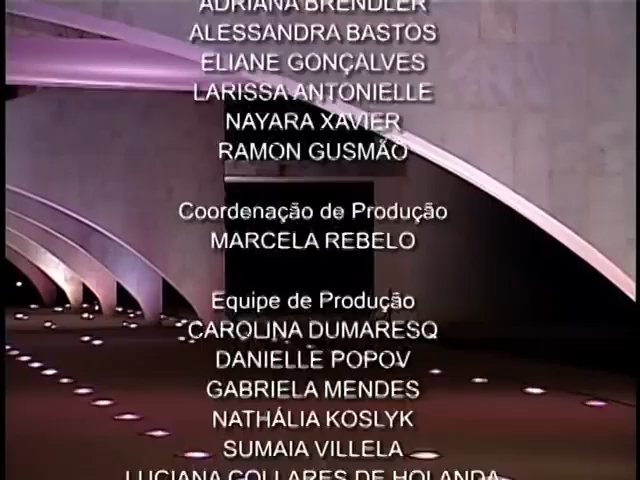 ADRIANA BRENDLER
ALESSANDRA BASTOS
ELIANE GONÇALVES
LARISSA ANTONIELLE
NAYARA XAVIER
RAMON GUSMÃO
Coordenação de Produção
MARCELA REBELO
Equipe de Produção
CAROLINA DUMARESQ
DANIELLE POPOV
GABRIELA MENDES
NATHÁLIA KOSLYK
SUMAIA VILLELA
LUCIANA COLLARES DE HOLANDA